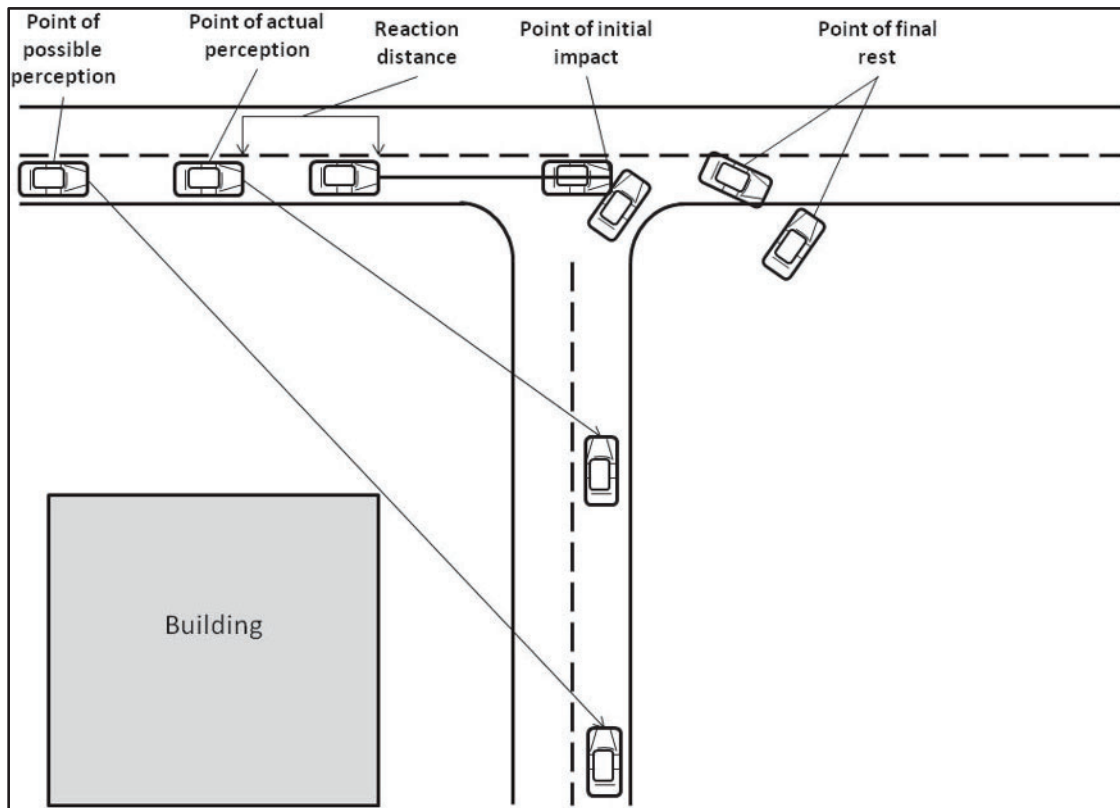 Point of
possible
perception
Point of actual
perception
Reaction
distance
Point of initial
impact
Point of final
rest
Building